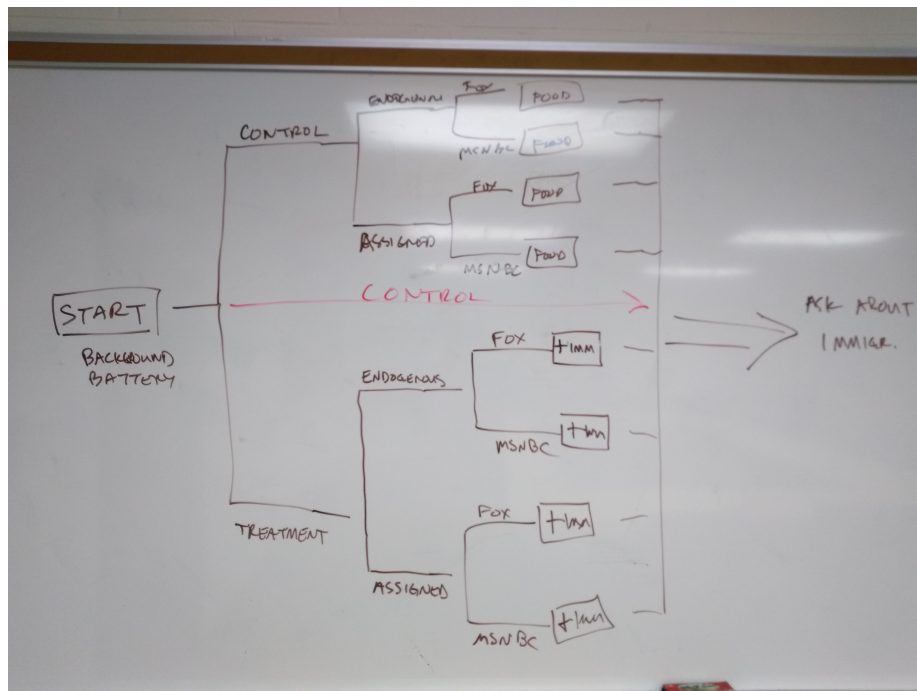 FOX
ENDOGENOUS
FOOD
CONTROL
MSNBC
FOOD
FOX
FOOD
ASSIGNED
MSNBC
FOOD
CONTROL
START
ASK ABOUT
IMMIGR.
BACKGROUND
BATTERY
FOX
+IMM
ENDOGENOUS
MSNBC
+IMM
FOX
+IMM
TREATMENT
ASSIGNED
MSNBC
+IMM